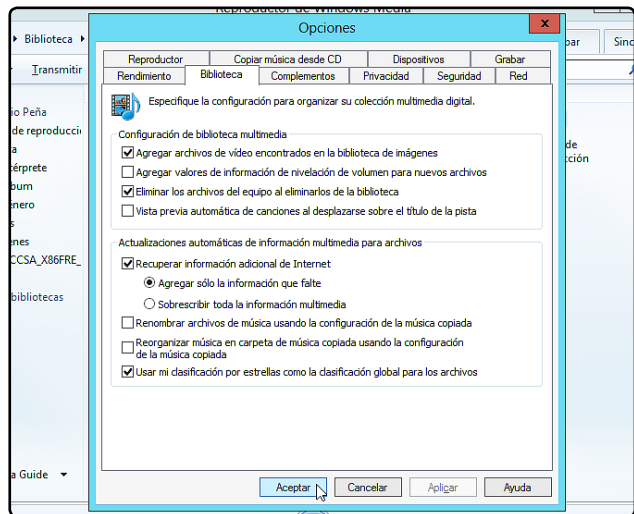 Reproductor de Windows Media
Opciones
x
Biblioteca
Transmitir
Reproductor
Copiar música desde CD
Dispositivos
Grabar
Rendimiento
Biblioteca
Complementos
Privacidad
Seguridad
Red
Especifique la configuración para organizar su colección multimedia digital.
Configuración de biblioteca multimedia
Agregar archivos de vídeo encontrados en la biblioteca de imágenes
Agregar valores de información de nivelación de volumen para nuevos archivos
Eliminar los archivos del equipo al eliminarlos de la biblioteca
Vista previa automática de canciones al desplazarse sobre el título de la pista
Actualizaciones automáticas de información multimedia para archivos
Recuperar información adicional de Internet
Agregar sólo la información que falte
Sobrescribir toda la información multimedia
Renombrar archivos de música usando la configuración de la música copiada
Reorganizar música en carpeta de música copiada usando la configuración
de la música copiada
Usar mi clasificación por estrellas como la clasificación global para los archivos
Aceptar
Cancelar
Aplicar
Ayuda
io Peña
de reproducci
a
térprete
bum
énero
s
enes
CCSA_X86FRE_
bibliotecas
a Guide
bar
Sinc
de
cción